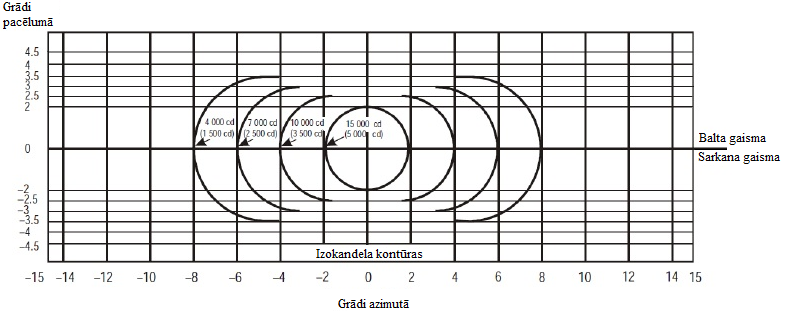 Grādi
pacēlumā
4.5
4
3.5
3
2.5
2
4 000 cd
(1 500 cd)
7 000 cd
(2 500 cd)
10 000 cd
(3 500 cd)
15 000 cd
(5 000 cd)
Balta gaisma
0
Sarkana gaisma
−2
−2.5
−3
−3.5
−4
−4.5
Izokandela kontūras
−15 −14 −12 −10 −8 −6 −4 −2 0 2 4 6 8 10 12 14 15
Grādi azimutā